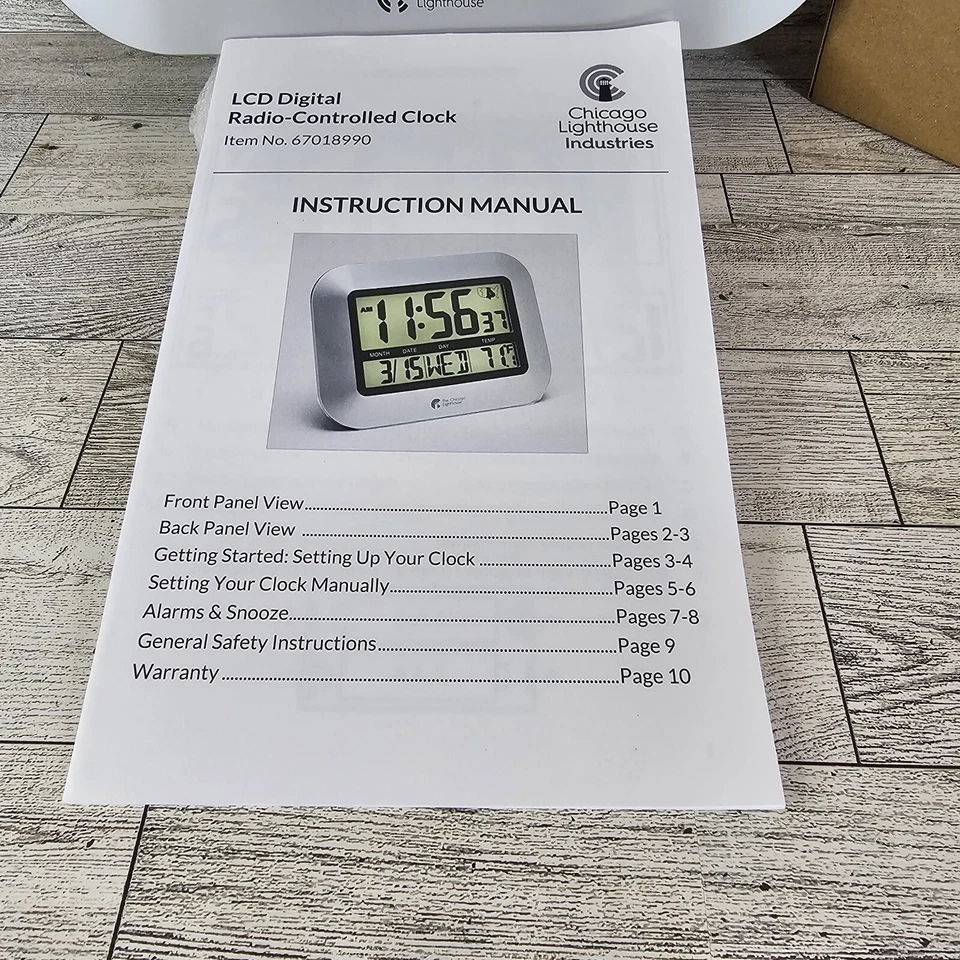 Lighthouse
LCD Digital
Radio-Controlled Clock
Item No. 67018990
Chicago
Lighthouse
Industries
INSTRUCTION MANUAL
AM 11:56 37
MONTH DATE DAY TEMP
3/15 WED 71°F
The Chicago
Lighthouse
Front Panel View..........Page 1
Back Panel View ..........Pages 2-3
Getting Started: Setting Up Your Clock ..........Pages 3-4
Setting Your Clock Manually..........Pages 5-6
Alarms & Snooze..........Pages 7-8
General Safety Instructions..........Page 9
Warranty ..........Page 10